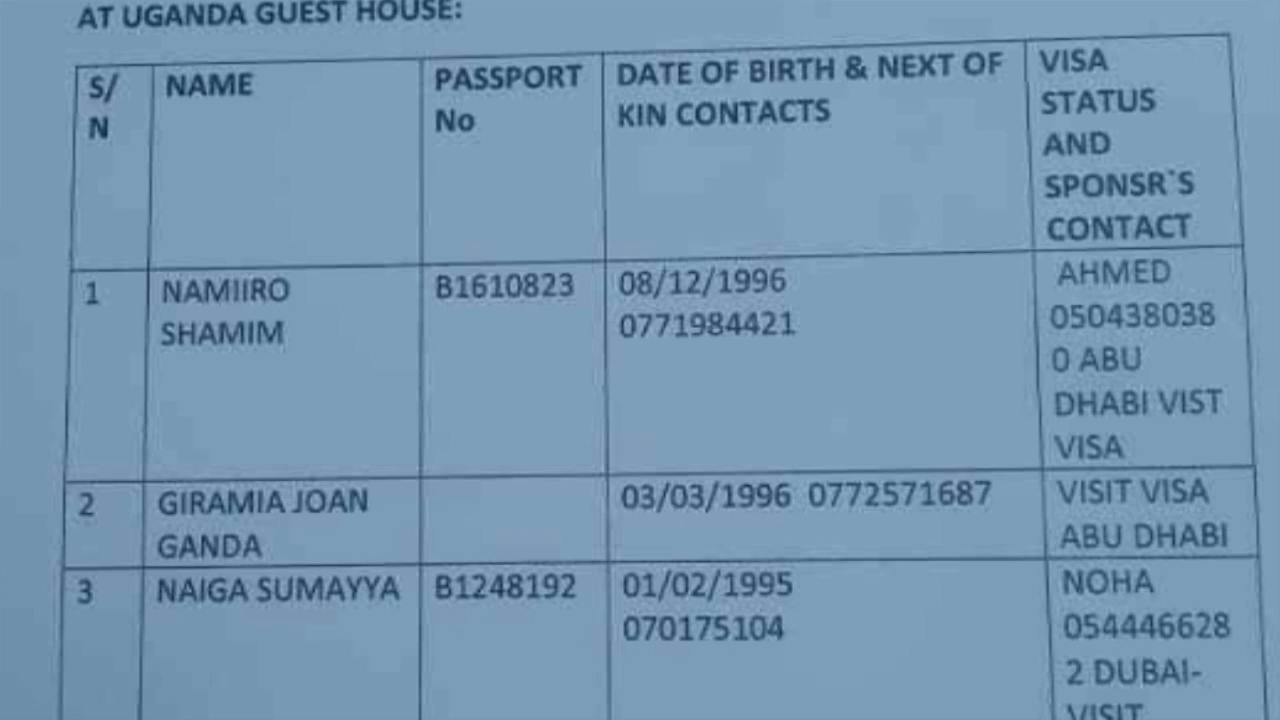 AT UGANDA GUEST HOUSE:
S/
N
NAME
PASSPORT
No
DATE OF BIRTH & NEXT OF
KIN CONTACTS
VISA
STATUS
AND
SPONSR`S
CONTACT
1
NAMIIRO
SHAMIM
B1610823
08/12/1996
0771984421
AHMED
050438038
0 ABU
DHABI VIST
VISA
2
GIRAMIA JOAN
GANDA
03/03/1996 0772571687
VISIT VISA
ABU DHABI
3
NAIGA SUMAYYA
B1248192
01/02/1995
070175104
NOHA
054446628
2 DUBAI-
VISIT